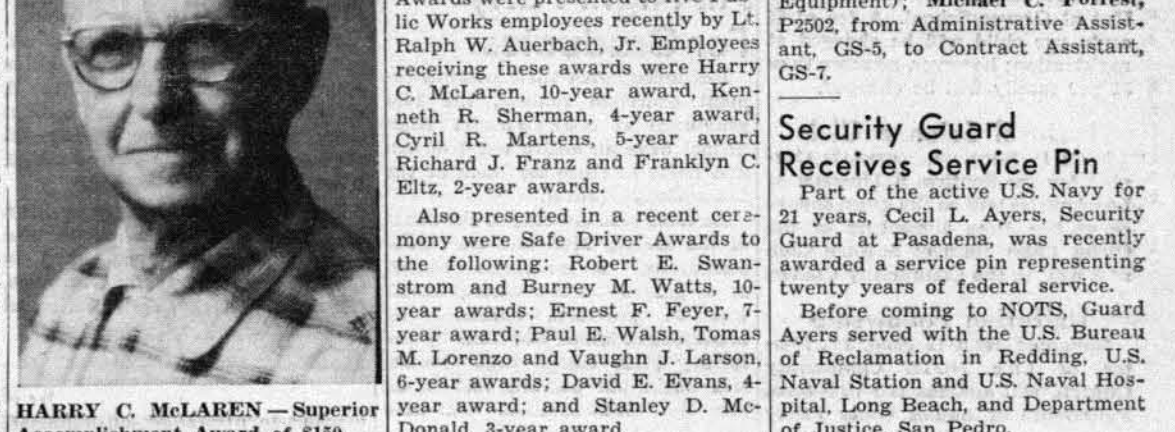 HARRY C. McLAREN — Superior
Accomplishment Award of $150
Awards were presented to five Pub-
lic Works employees recently by Lt.
Ralph W. Auerbach, Jr. Employees
receiving these awards were Harry
C. McLaren, 10-year award, Ken-
neth R. Sherman, 4-year award,
Cyril R. Martens, 5-year award
Richard J. Franz and Franklyn C.
Eltz, 2-year awards.
Also presented in a recent cere-
mony were Safe Driver Awards to
the following: Robert E. Swan-
strom and Burney M. Watts, 10-
year awards; Ernest F. Feyer, 7-
year award; Paul E. Walsh, Tomas
M. Lorenzo and Vaughn J. Larson,
6-year awards; David E. Evans, 4-
year award; and Stanley D. Mc-
Donald, 3-year award.
Equipment); Michael C. Forrest,
P2502, from Administrative Assist-
ant, GS-5, to Contract Assistant,
GS-7.
Security Guard
Receives Service Pin
Part of the active U.S. Navy for
21 years, Cecil L. Ayers, Security
Guard at Pasadena, was recently
awarded a service pin representing
twenty years of federal service.
Before coming to NOTS, Guard
Ayers served with the U.S. Bureau
of Reclamation in Redding, U.S.
Naval Station and U.S. Naval Hos-
pital, Long Beach, and Department
of Justice, San Pedro.